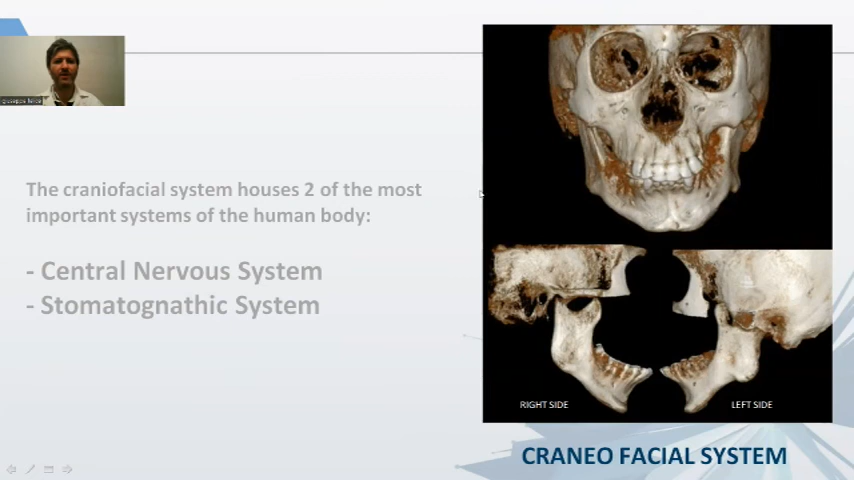 The craniofacial system houses 2 of the most
important systems of the human body:
- Central Nervous System
- Stomatognathic System
RIGHT SIDE
LEFT SIDE
CRANEO FACIAL SYSTEM